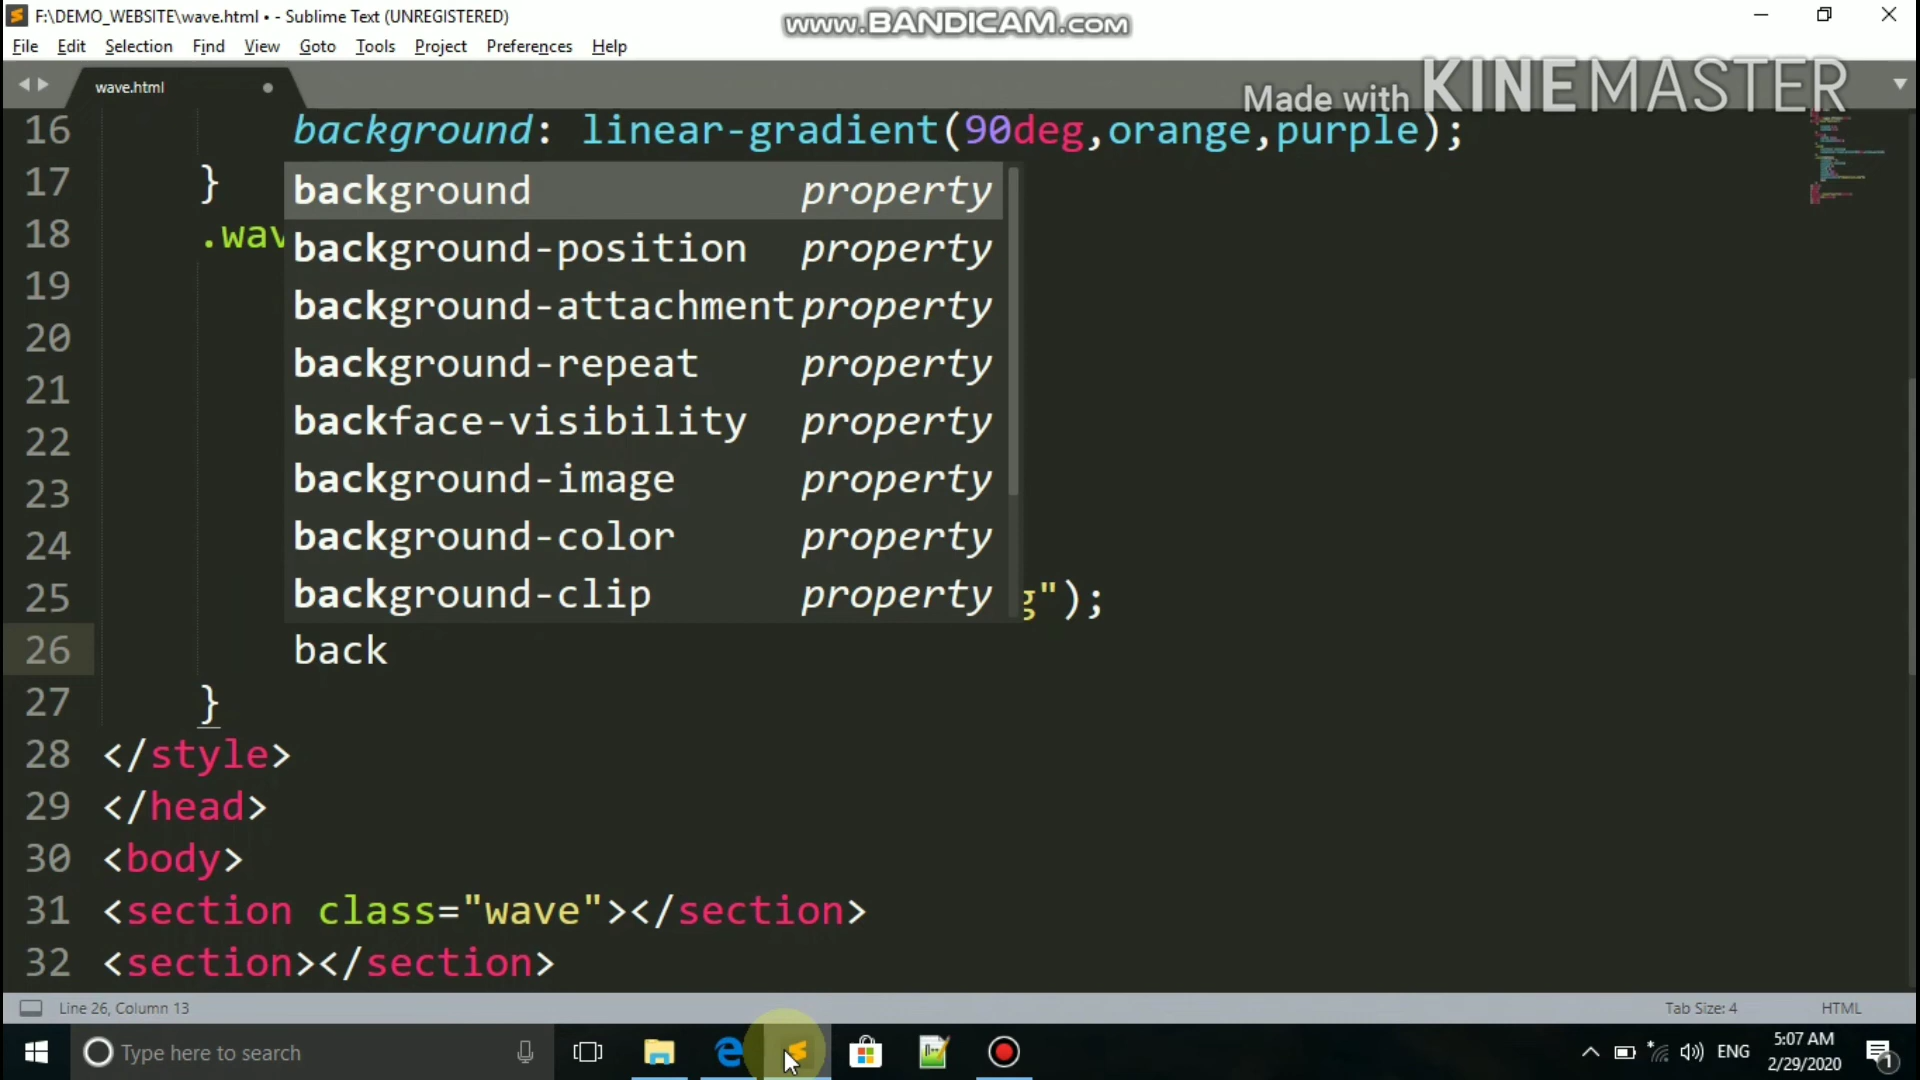 F:\DEMO_WEBSITE\wave.html • - Sublime Text (UNREGISTERED)
www.BANDICAM.com
File Edit Selection Find View Goto Tools Project Preferences Help
wave.html
Made with KINEMASTER
16 background: linear-gradient(90deg,orange,purple);
17 }
background property
18 .wav
background-position property
19
background-attachment property
20
background-repeat property
21
backface-visibility property
22
background-image property
23
background-color property
24
background-clip property
25 g");
26 back
27 }
28 </style>
29 </head>
30 <body>
31 <section class="wave"></section>
32 <section></section>
Line 26, Column 13 Tab Size: 4 HTML
Type here to search
ENG
5:07 AM
2/29/2020
1